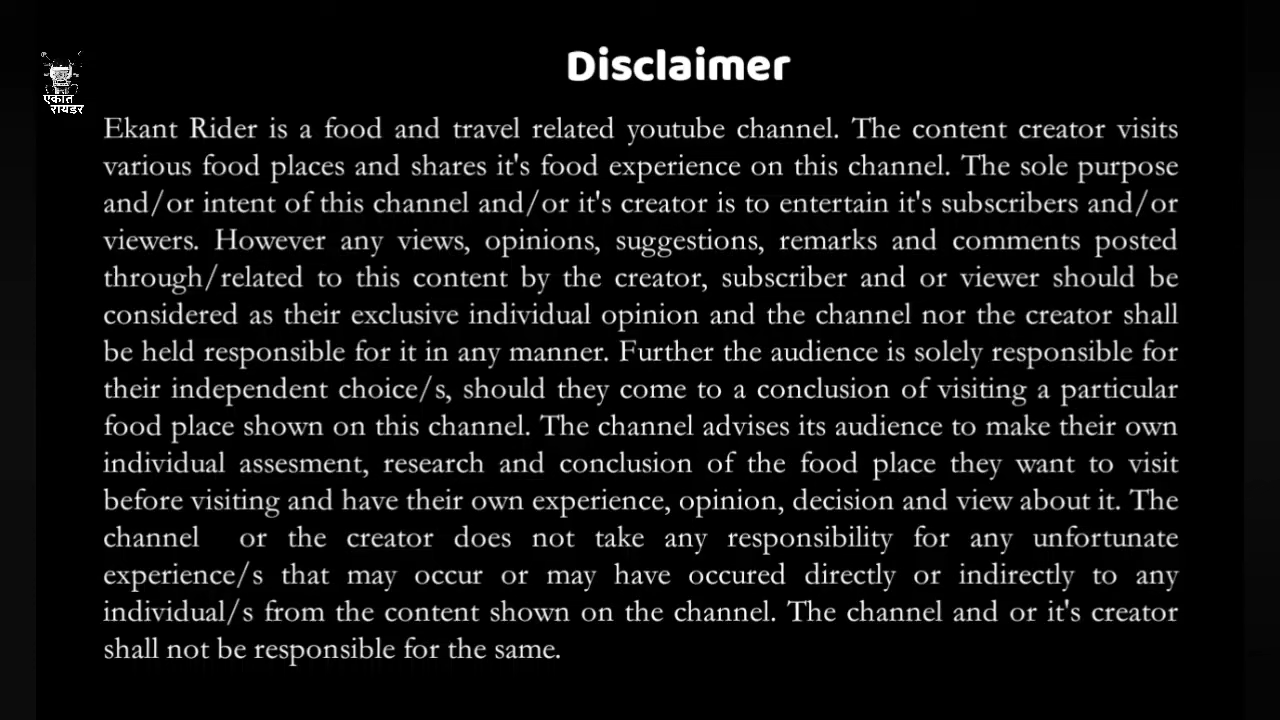 Disclaimer
एकांत
रायडर
Ekant Rider is a food and travel related youtube channel. The content creator visits
various food places and shares it's food experience on this channel. The sole purpose
and/or intent of this channel and/or it's creator is to entertain it's subscribers and/or
viewers. However any views, opinions, suggestions, remarks and comments posted
through/related to this content by the creator, subscriber and or viewer should be
considered as their exclusive individual opinion and the channel nor the creator shall
be held responsible for it in any manner. Further the audience is solely responsible for
their independent choice/s, should they come to a conclusion of visiting a particular
food place shown on this channel. The channel advises its audience to make their own
individual assesment, research and conclusion of the food place they want to visit
before visiting and have their own experience, opinion, decision and view about it. The
channel or the creator does not take any responsibility for any unfortunate
experience/s that may occur or may have occured directly or indirectly to any
individual/s from the content shown on the channel. The channel and or it's creator
shall not be responsible for the same.